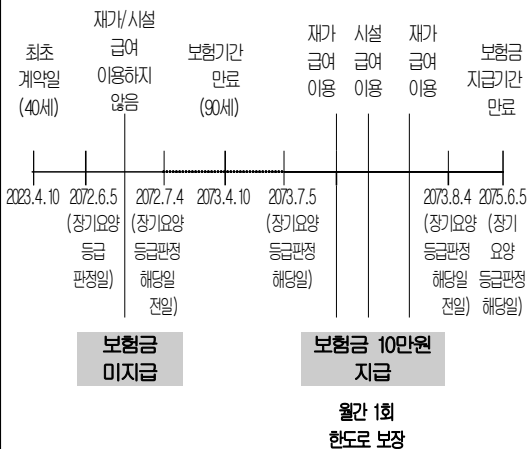 최초
계약일
(40세)
재가/시설
급여
이용하지
않음
보험기간
만료
(90세)
재가
급여
이용
시설
급여
이용
재가
급여
이용
보험금
지급기간
만료
2023.4.10
2072.6.5
(장기요양
등급
판정일)
2072.7.4
(장기요양
등급판정
해당일
전일)
2073.4.10
2073.7.5
(장기요양
등급판정
해당일)
2073.8.4
(장기요양
등급판정
해당일
전일)
2075.6.5
(장기
요양
등급판정
해당일)
보험금
미지급
보험금 10만원
지급
월간 1회
한도로 보장